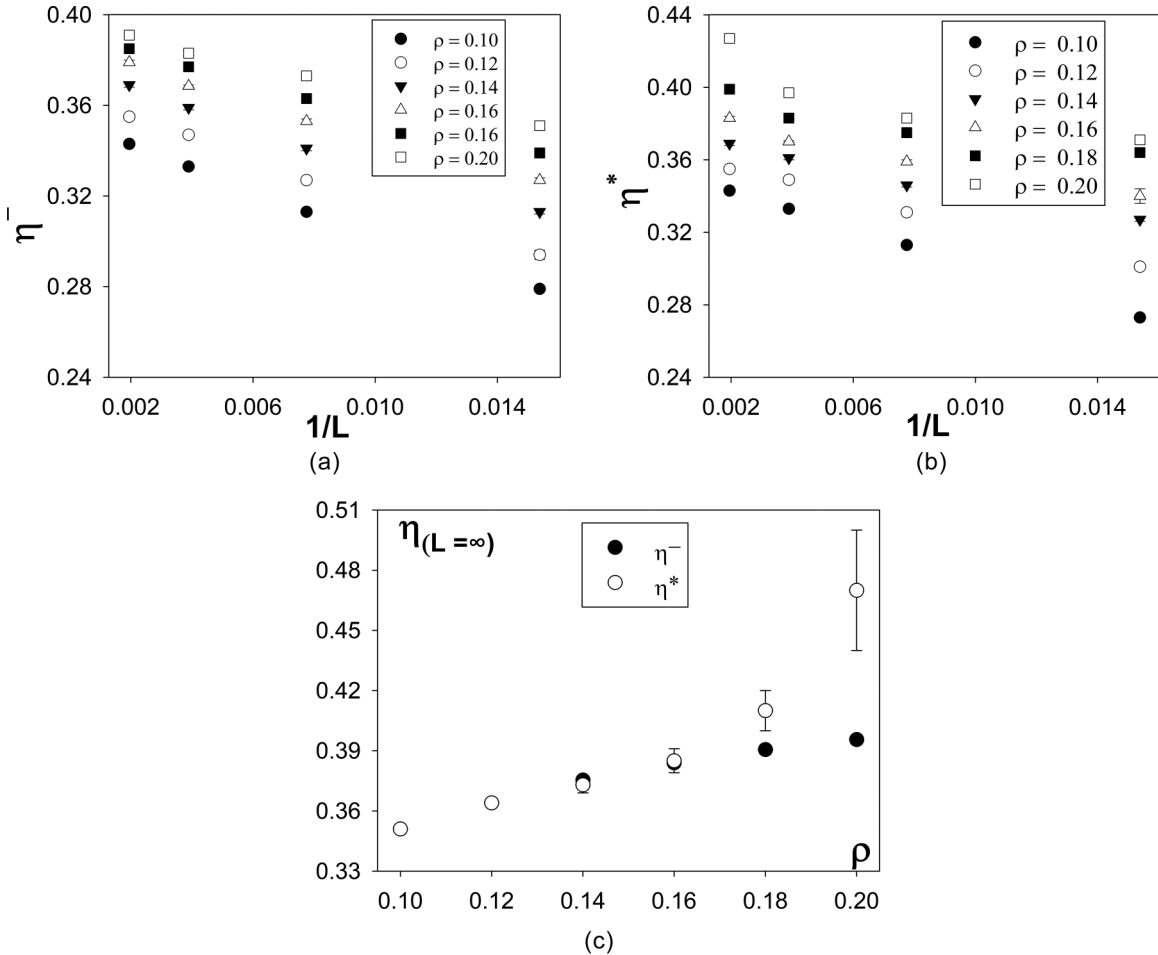 0.40
0.36
0.32
0.28
0.24
η⁻
ρ = 0.10
ρ = 0.12
ρ = 0.14
ρ = 0.16
ρ = 0.16
ρ = 0.20
0.002 0.006 0.010 0.014
1/L
(a)
0.44
0.40
0.36
0.32
0.28
0.24
η*
ρ = 0.10
ρ = 0.12
ρ = 0.14
ρ = 0.16
ρ = 0.18
ρ = 0.20
0.002 0.006 0.010 0.014
1/L
(b)
0.51
0.48
0.45
0.42
0.39
0.36
0.33
η(L =∞)
η⁻
η*
ρ
0.10 0.12 0.14 0.16 0.18 0.20
(c)